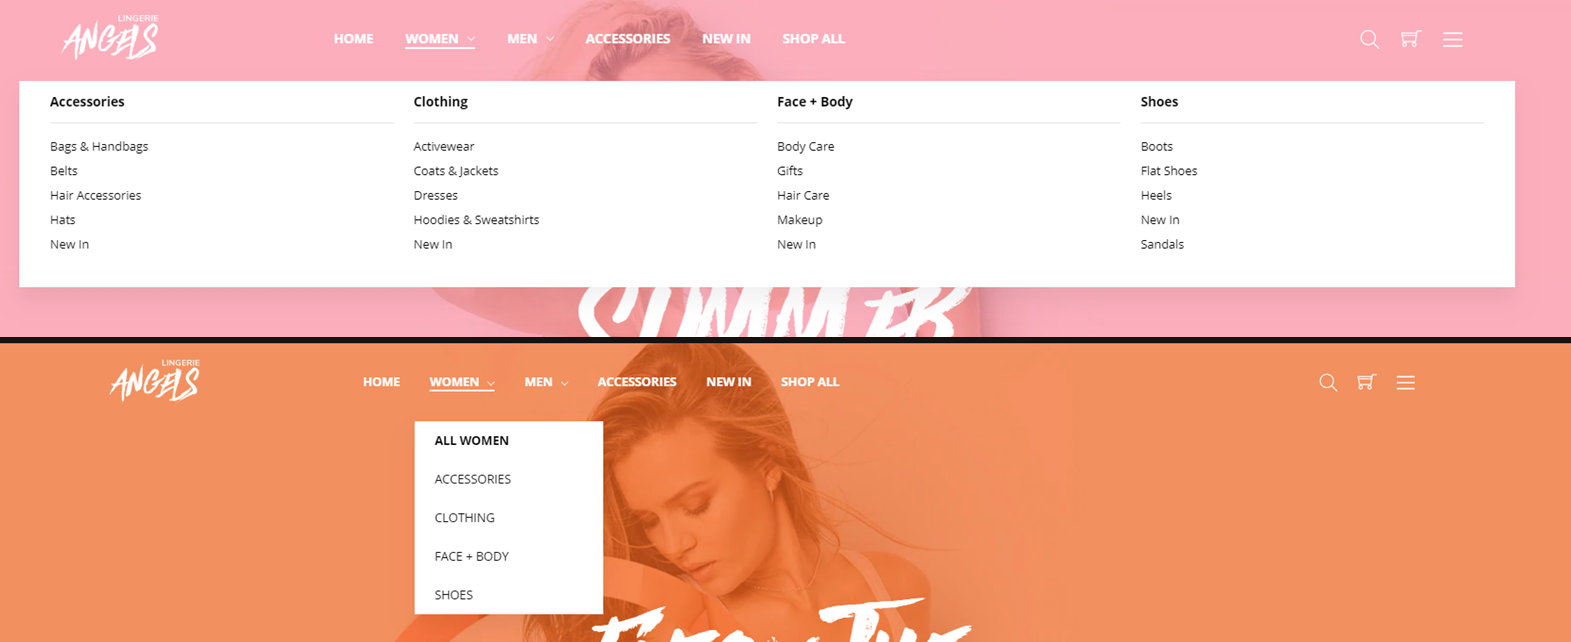 LINGERIE
ANGELS
HOME WOMEN MEN ACCESSORIES NEW IN SHOP ALL
Accessories Clothing Face + Body Shoes
Bags & Handbags Activewear Body Care Boots
Belts Coats & Jackets Gifts Flat Shoes
Hair Accessories Dresses Hair Care Heels
Hats Hoodies & Sweatshirts Makeup New In
New In New In New In Sandals
SUMMER
LINGERIE
ANGELS
HOME WOMEN MEN ACCESSORIES NEW IN SHOP ALL
ALL WOMEN
ACCESSORIES
CLOTHING
FACE + BODY
SHOES
THE